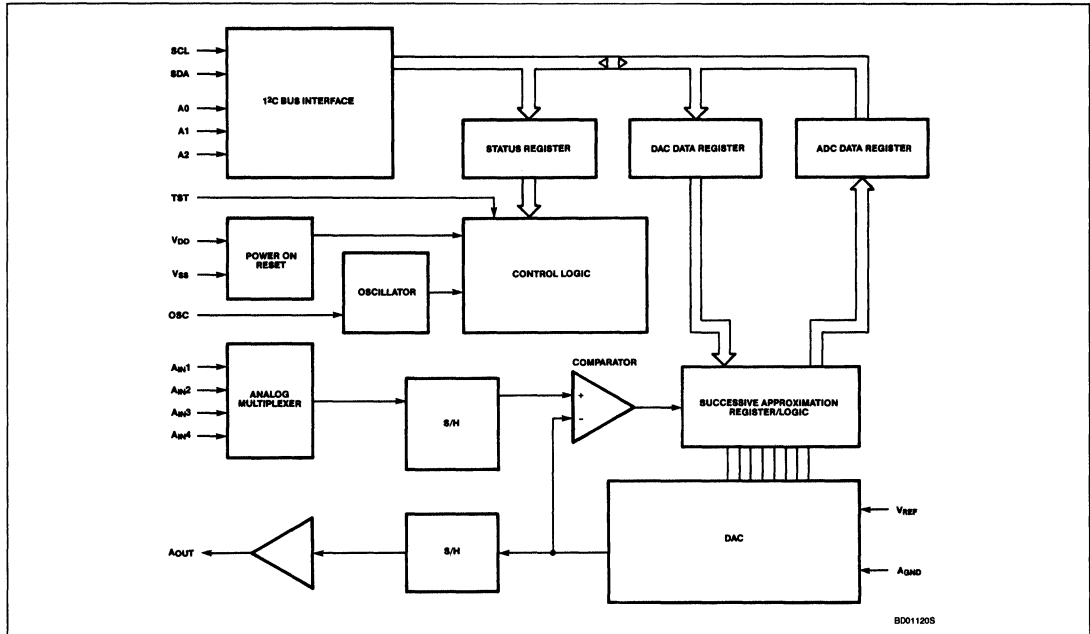 SCL
SDA
A0
A1
A2
I²C BUS INTERFACE
STATUS REGISTER
DAC DATA REGISTER
ADC DATA REGISTER
TST
VDD
VSS
POWER ON
RESET
OSC
OSCILLATOR
CONTROL LOGIC
AIN1
AIN2
AIN3
AIN4
ANALOG
MULTIPLEXER
S/H
COMPARATOR
+
-
SUCCESSIVE APPROXIMATION
REGISTER/LOGIC
AOUT
S/H
DAC
VREF
AGND
BD01120S